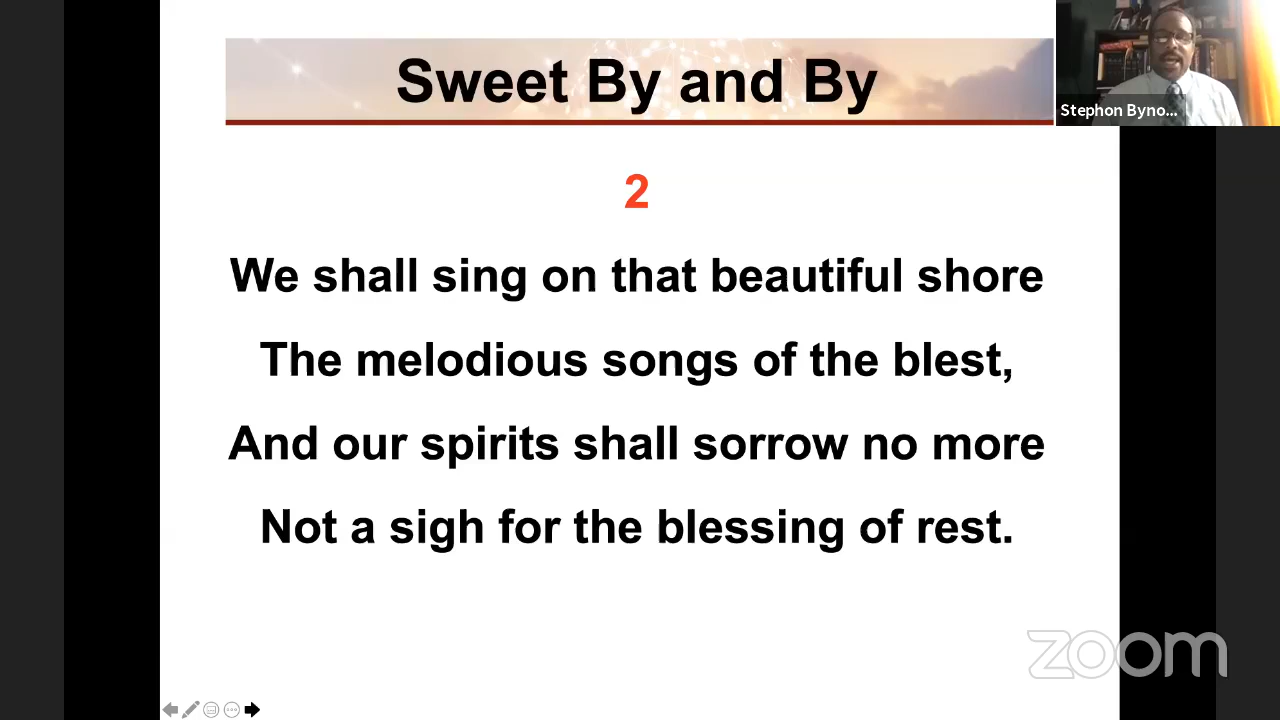 Sweet By and By
Stephon Byno...
2
We shall sing on that beautiful shore
The melodious songs of the blest,
And our spirits shall sorrow no more
Not a sigh for the blessing of rest.
zoom